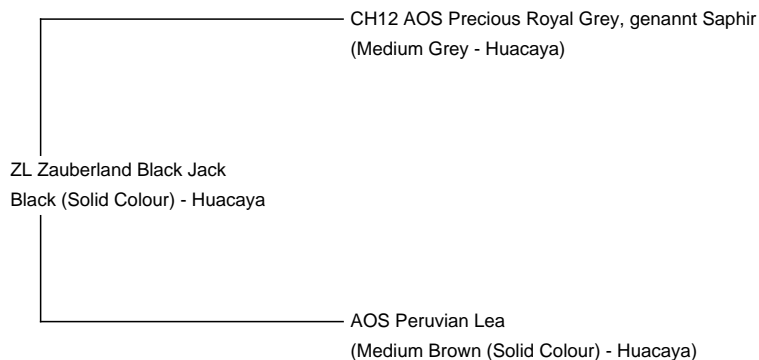 CH12 AOS Precious Royal Grey, genannt Saphir
(Medium Grey - Huacaya)
ZL Zauberland Black Jack
Black (Solid Colour) - Huacaya
AOS Peruvian Lea
(Medium Brown (Solid Colour) - Huacaya)